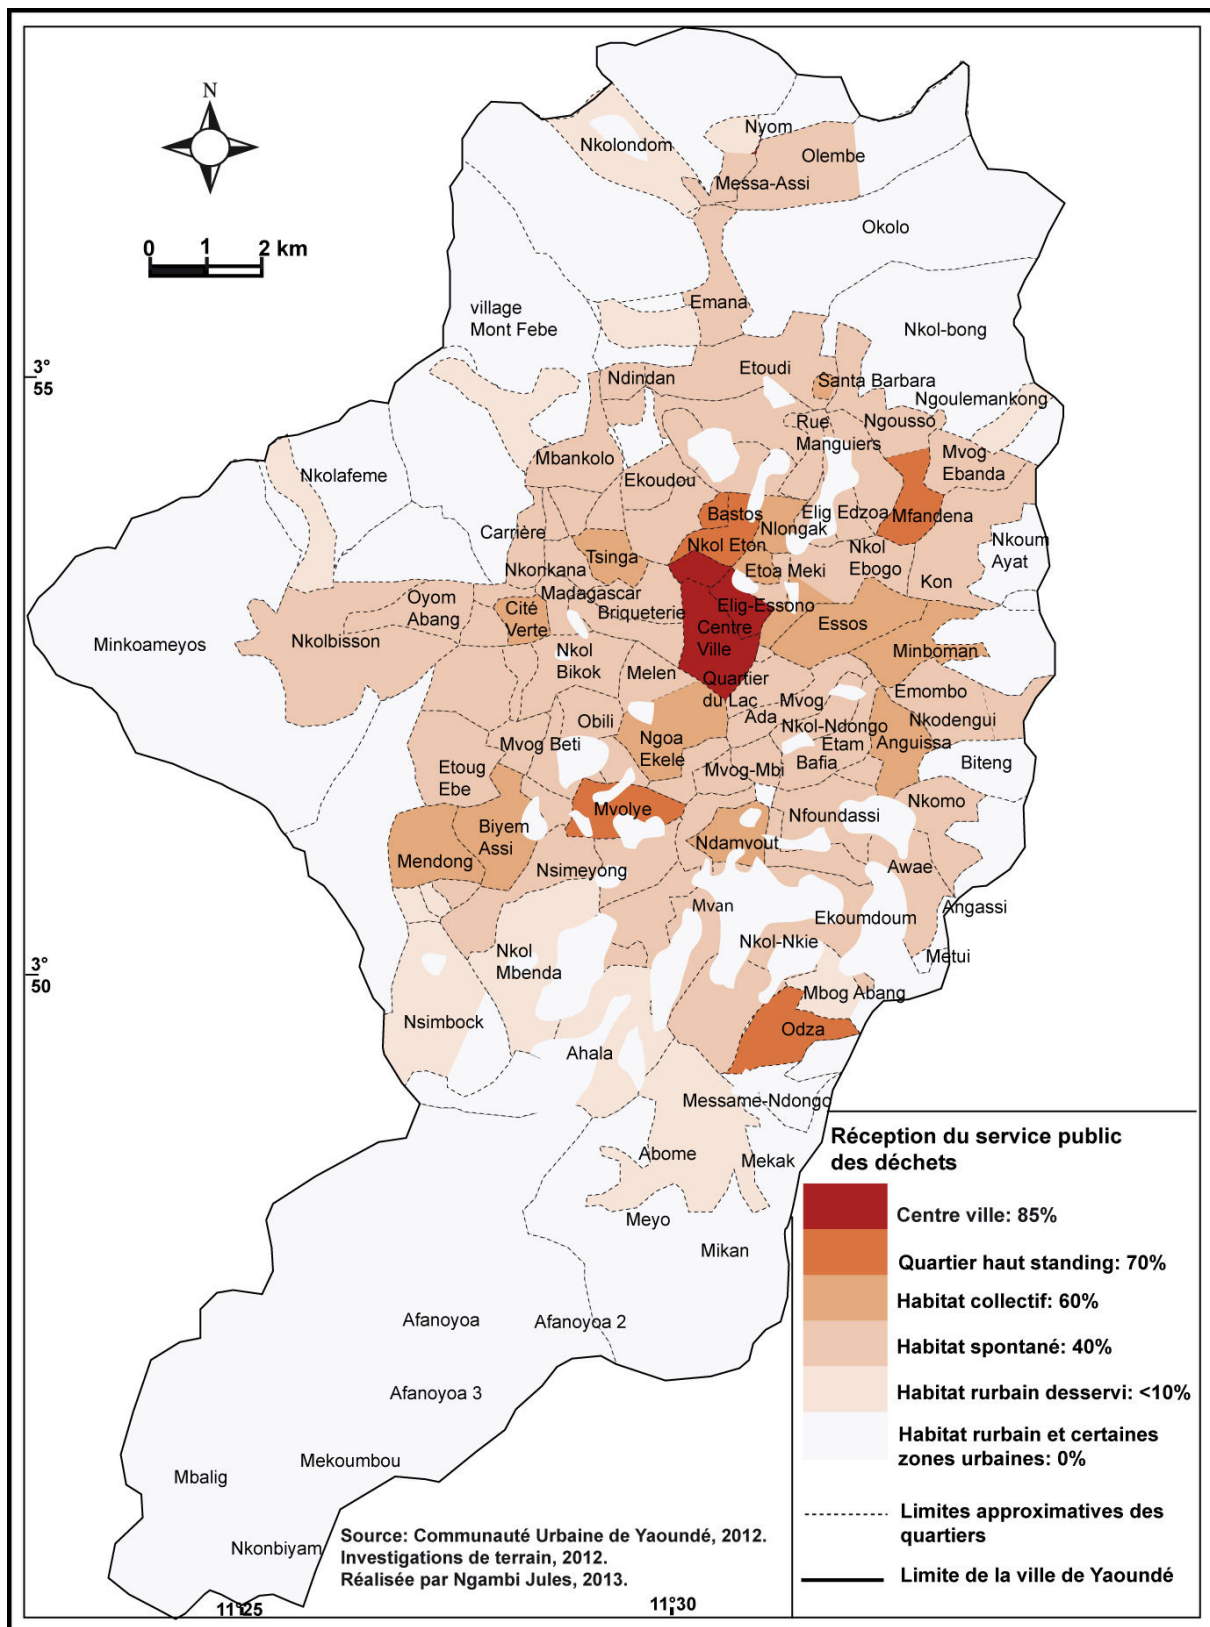 N
0 1 2 km
3°
55
3°
50
11°25
11°30
Nkolondom
Nyom
Olembe
Messa-Assi
Okolo
Emana
village
Mont Febe
Nkol-bong
Etoudi
Ndindan
Santa Barbara
Ngoulemankong
Rue
Manguiers
Ngousso
Mvog
Ebanda
Mbankolo
Nkolafeme
Ekoudou
Bastos
Elig Edzoa
Mfandena
Nlongak
Carrière
Nkol Eton
Nkoum
Ayat
Tsinga
Nkol
Ebogo
Nkonkana
Etoa Meki
Kon
Madagascar
Oyom
Abang
Cité
Verte
Briqueterie
Elig-Essono
Centre
Ville
Essos
Minkoameyos
Nkolbisson
Nkol
Bikok
Melen
Minboman
Quartier
du Lac
Emombo
Mvog
Ada
Obili
Nkol-Ndongo
Nkodengui
Ngoa
Ekele
Etam
Bafia
Anguissa
Mvog Beti
Biteng
Etoug
Ebe
Mvog-Mbi
Nkomo
Mvolye
Nfoundassi
Biyem
Assi
Ndamvout
Mendong
Nsimeyong
Awae
Mvan
Ekoumdoum
Angassi
Nkol-Nkie
Metui
Nkol
Mbenda
Mbog Abang
Nsimbock
Odza
Ahala
Messame-Ndongo
Abome
Mekak
Meyo
Mikan
Afanoyoa
Afanoyoa 2
Afanoyoa 3
Mekoumbou
Mbalig
Nkonbiyam
Réception du service public
des déchets
Centre ville: 85%
Quartier haut standing: 70%
Habitat collectif: 60%
Habitat spontané: 40%
Habitat rurbain desservi: <10%
Habitat rurbain et certaines
zones urbaines: 0%
Limites approximatives des
quartiers
Limite de la ville de Yaoundé
Source: Communauté Urbaine de Yaoundé, 2012.
Investigations de terrain, 2012.
Réalisée par Ngambi Jules, 2013.